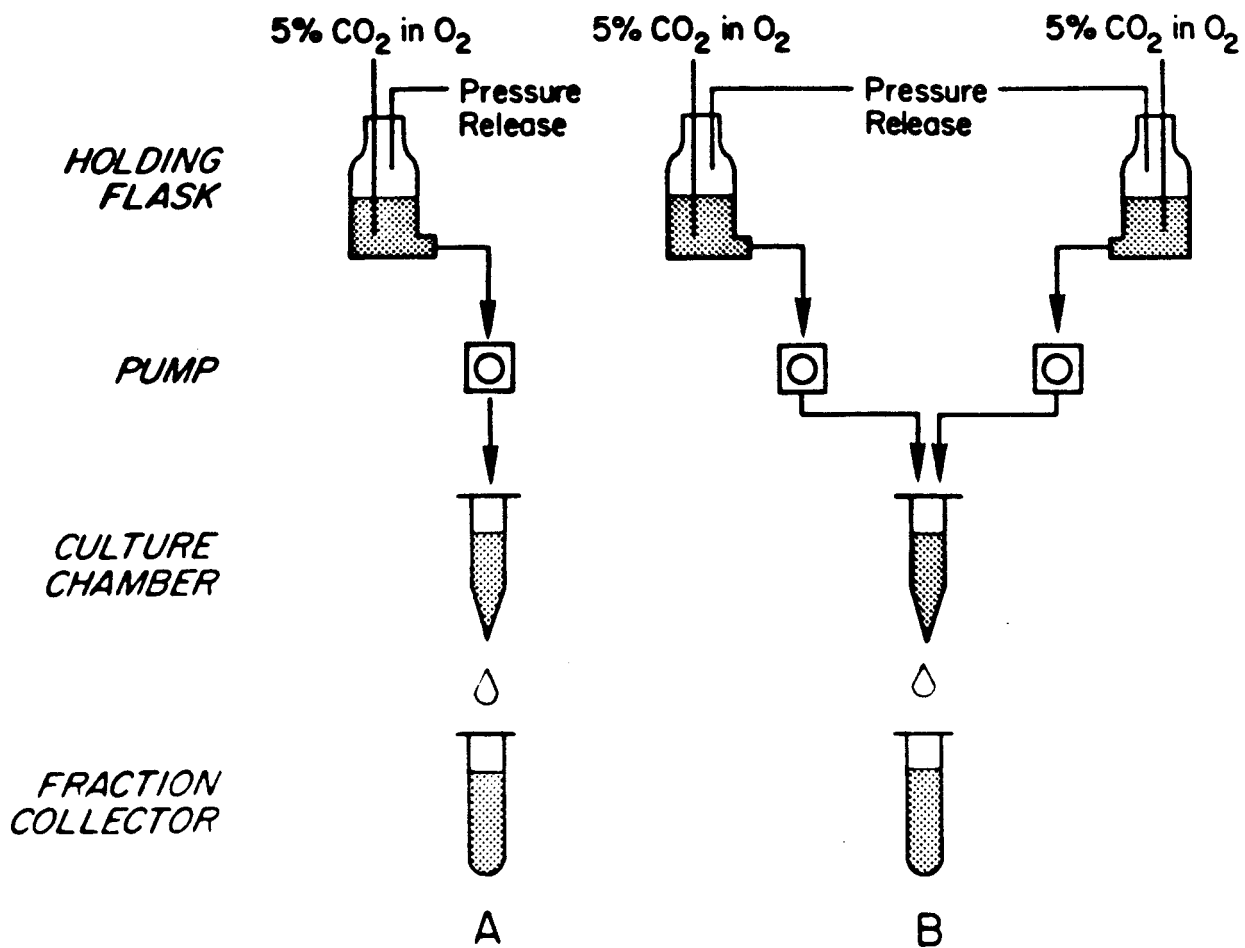 5% CO₂ in O₂
5% CO₂ in O₂
5% CO₂ in O₂
Pressure
Release
Pressure
Release
HOLDING
FLASK
PUMP
CULTURE
CHAMBER
FRACTION
COLLECTOR
A
B